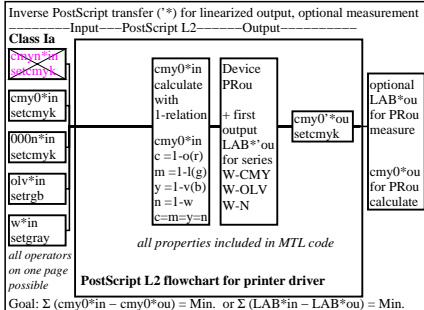 Inverse PostScript transfer ('*) for linearized output, optional measurement
–––––––Input–––PostScript L2––––––Output––––––––––
Class Ia
cmyn*in
setcmyk
cmy0*in
setcmyk
000n*in
setcmyk
olv*in
setrgb
w*in
setgray
all operators
on one page
possible
cmy0*in
calculate
with
1-relation
cmy0*in
c =1-o(r)
m =1-l(g)
y =1-v(b)
n =1-w
c=m=y=n
Device
PRou
+ first
output
LAB*'ou
for series
W-CMY
W-OLV
W-N
cmy0'*ou
setcmyk
optional
LAB*ou
for PRou
measure
cmy0*ou
for PRou
calculate
all properties included in MTL code
PostScript L2 flowchart for printer driver
Goal: Σ (cmy0*in – cmy0*ou) = Min. or Σ (LAB*in – LAB*ou) = Min.